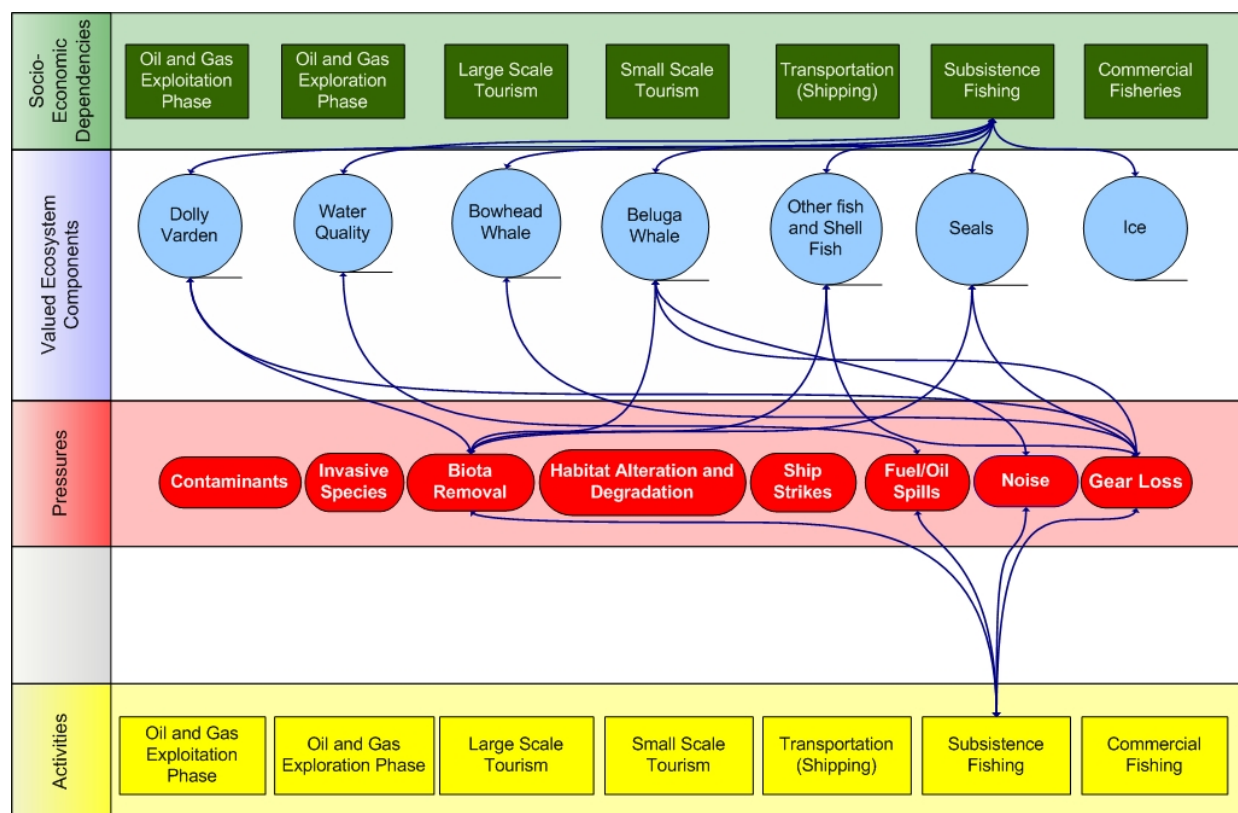 Socio-
Economic
Dependencies
Oil and Gas
Exploitation
Phase
Oil and Gas
Exploration
Phase
Large Scale
Tourism
Small Scale
Tourism
Transportation
(Shipping)
Subsistence
Fishing
Commercial
Fisheries
Valued Ecosystem
Components
Dolly
Varden
Water
Quality
Bowhead
Whale
Beluga
Whale
Other fish
and Shell
Fish
Seals
Ice
Pressures
Contaminants
Invasive
Species
Biota
Removal
Habitat Alteration and
Degradation
Ship
Strikes
Fuel/Oil
Spills
Noise
Gear Loss
Activities
Oil and Gas
Exploitation
Phase
Oil and Gas
Exploration Phase
Large Scale
Tourism
Small Scale
Tourism
Transportation
(Shipping)
Subsistence
Fishing
Commercial
Fishing